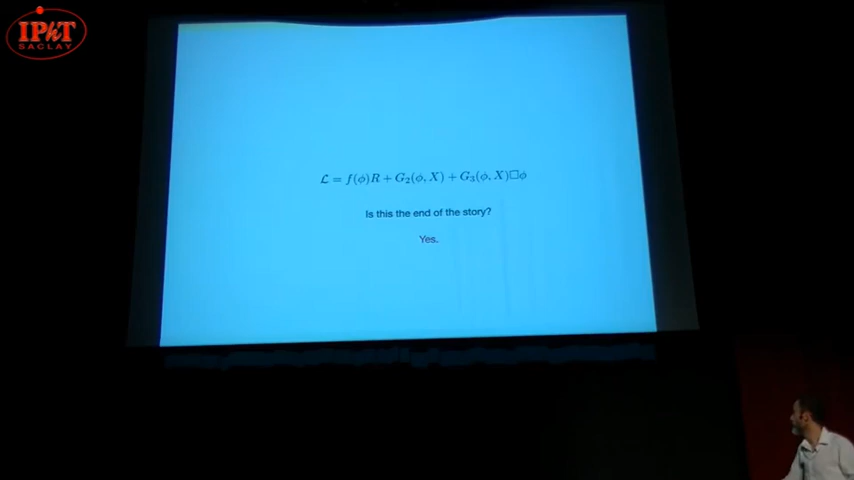 IPhT
SACLAY
ℒ = f(ϕ)R + G₂(ϕ, X) + G₃(ϕ, X)□ϕ
Is this the end of the story?
Yes.